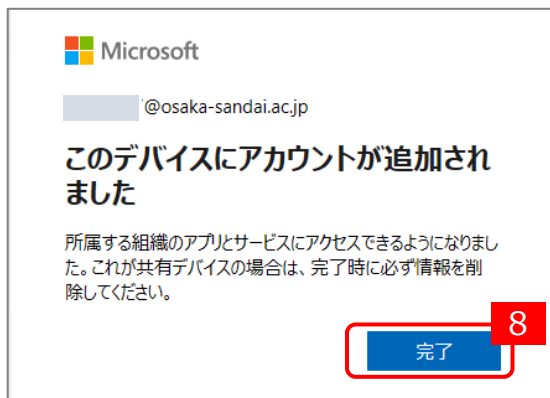 Microsoft
@osaka-sandai.ac.jp
このデバイスにアカウントが追加され
ました
所属する組織のアプリとサービスにアクセスできるようになりまし
た。これが共有デバイスの場合は、完了時に必ず情報を削
除してください。
8
完了